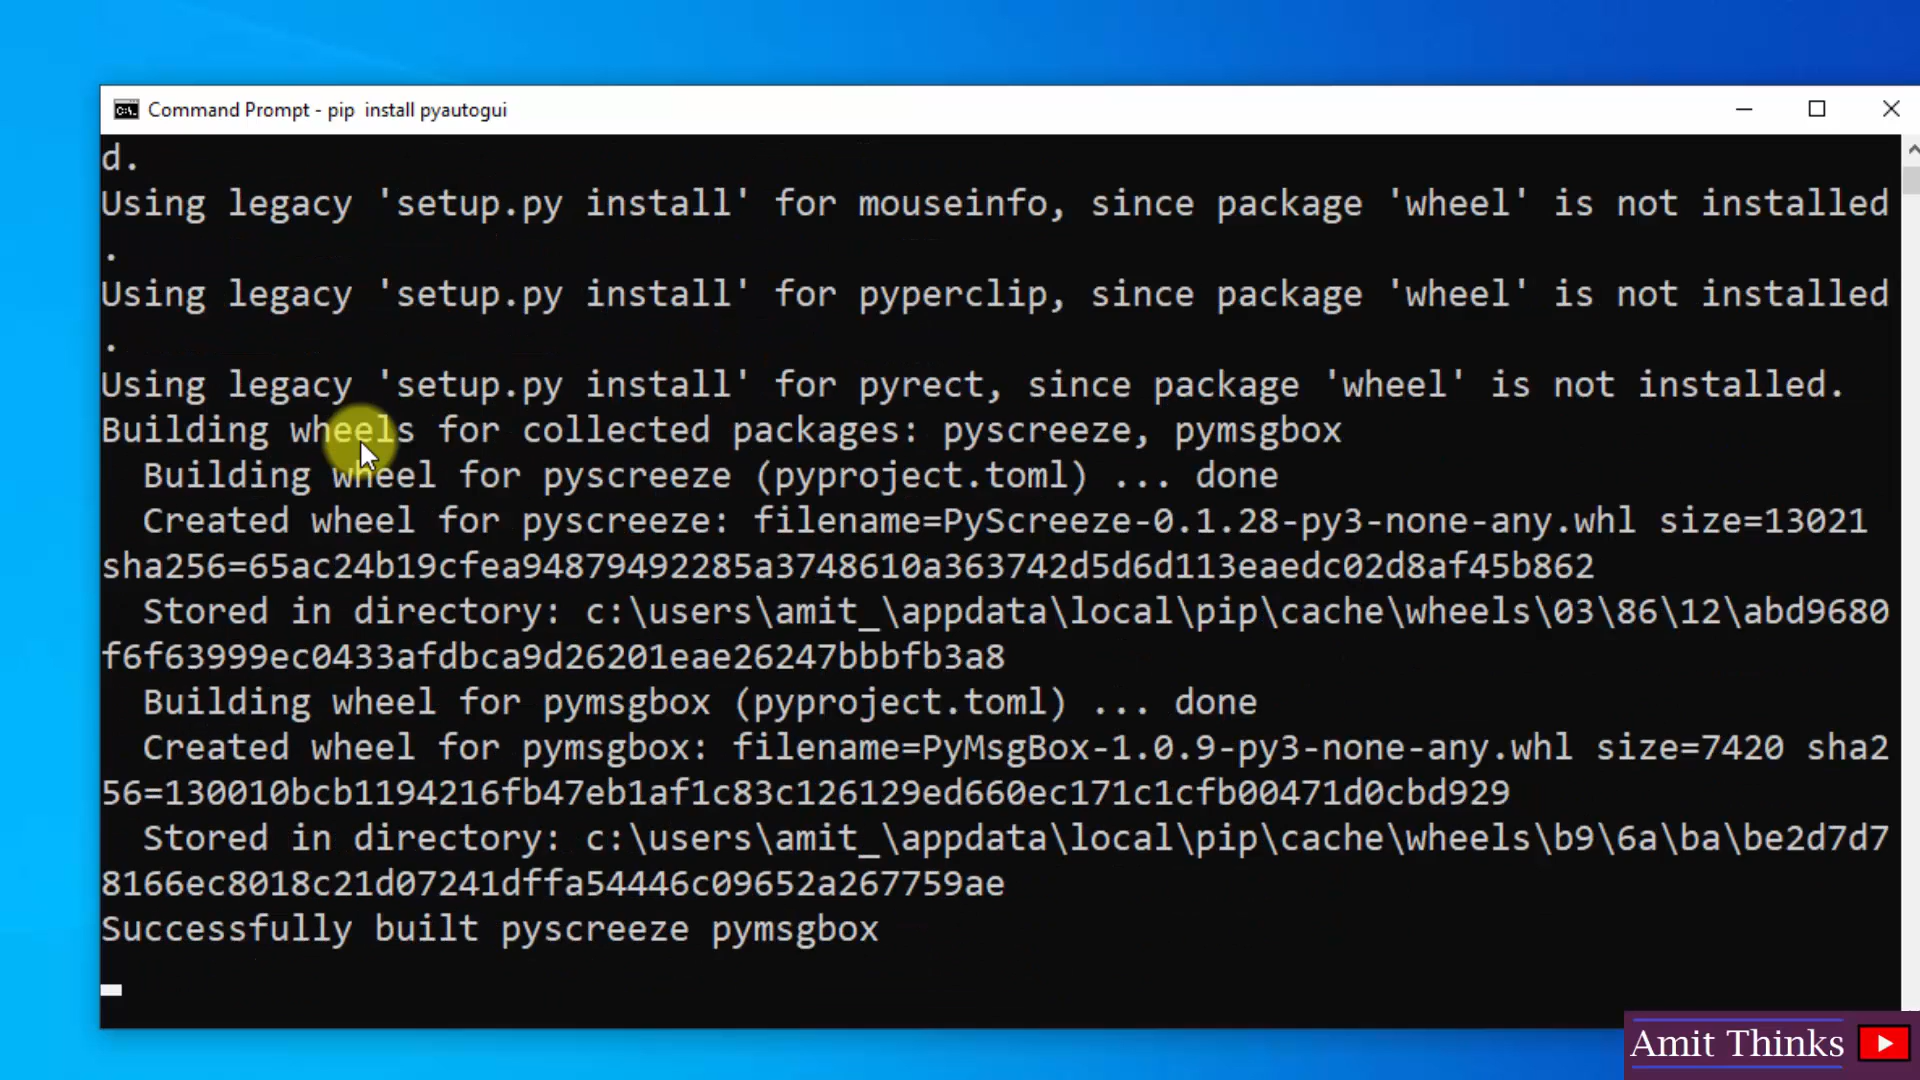 Command Prompt - pip  install pyautogui
d.
Using legacy 'setup.py install' for mouseinfo, since package 'wheel' is not installed
.
Using legacy 'setup.py install' for pyperclip, since package 'wheel' is not installed
.
Using legacy 'setup.py install' for pyrect, since package 'wheel' is not installed.
Building wheels for collected packages: pyscreeze, pymsgbox
  Building wheel for pyscreeze (pyproject.toml) ... done
  Created wheel for pyscreeze: filename=PyScreeze-0.1.28-py3-none-any.whl size=13021
sha256=65ac24b19cfea94879492285a3748610a363742d5d6d113eaedc02d8af45b862
  Stored in directory: c:\users\amit_\appdata\local\pip\cache\wheels\03\86\12\abd9680
f6f63999ec0433afdbca9d26201eae26247bbbfb3a8
  Building wheel for pymsgbox (pyproject.toml) ... done
  Created wheel for pymsgbox: filename=PyMsgBox-1.0.9-py3-none-any.whl size=7420 sha2
56=130010bcb1194216fb47eb1af1c83c126129ed660ec171c1cfb00471d0cbd929
  Stored in directory: c:\users\amit_\appdata\local\pip\cache\wheels\b9\6a\ba\be2d7d7
8166ec8018c21d07241dffa54446c09652a267759ae
Successfully built pyscreeze pymsgbox
Amit Thinks